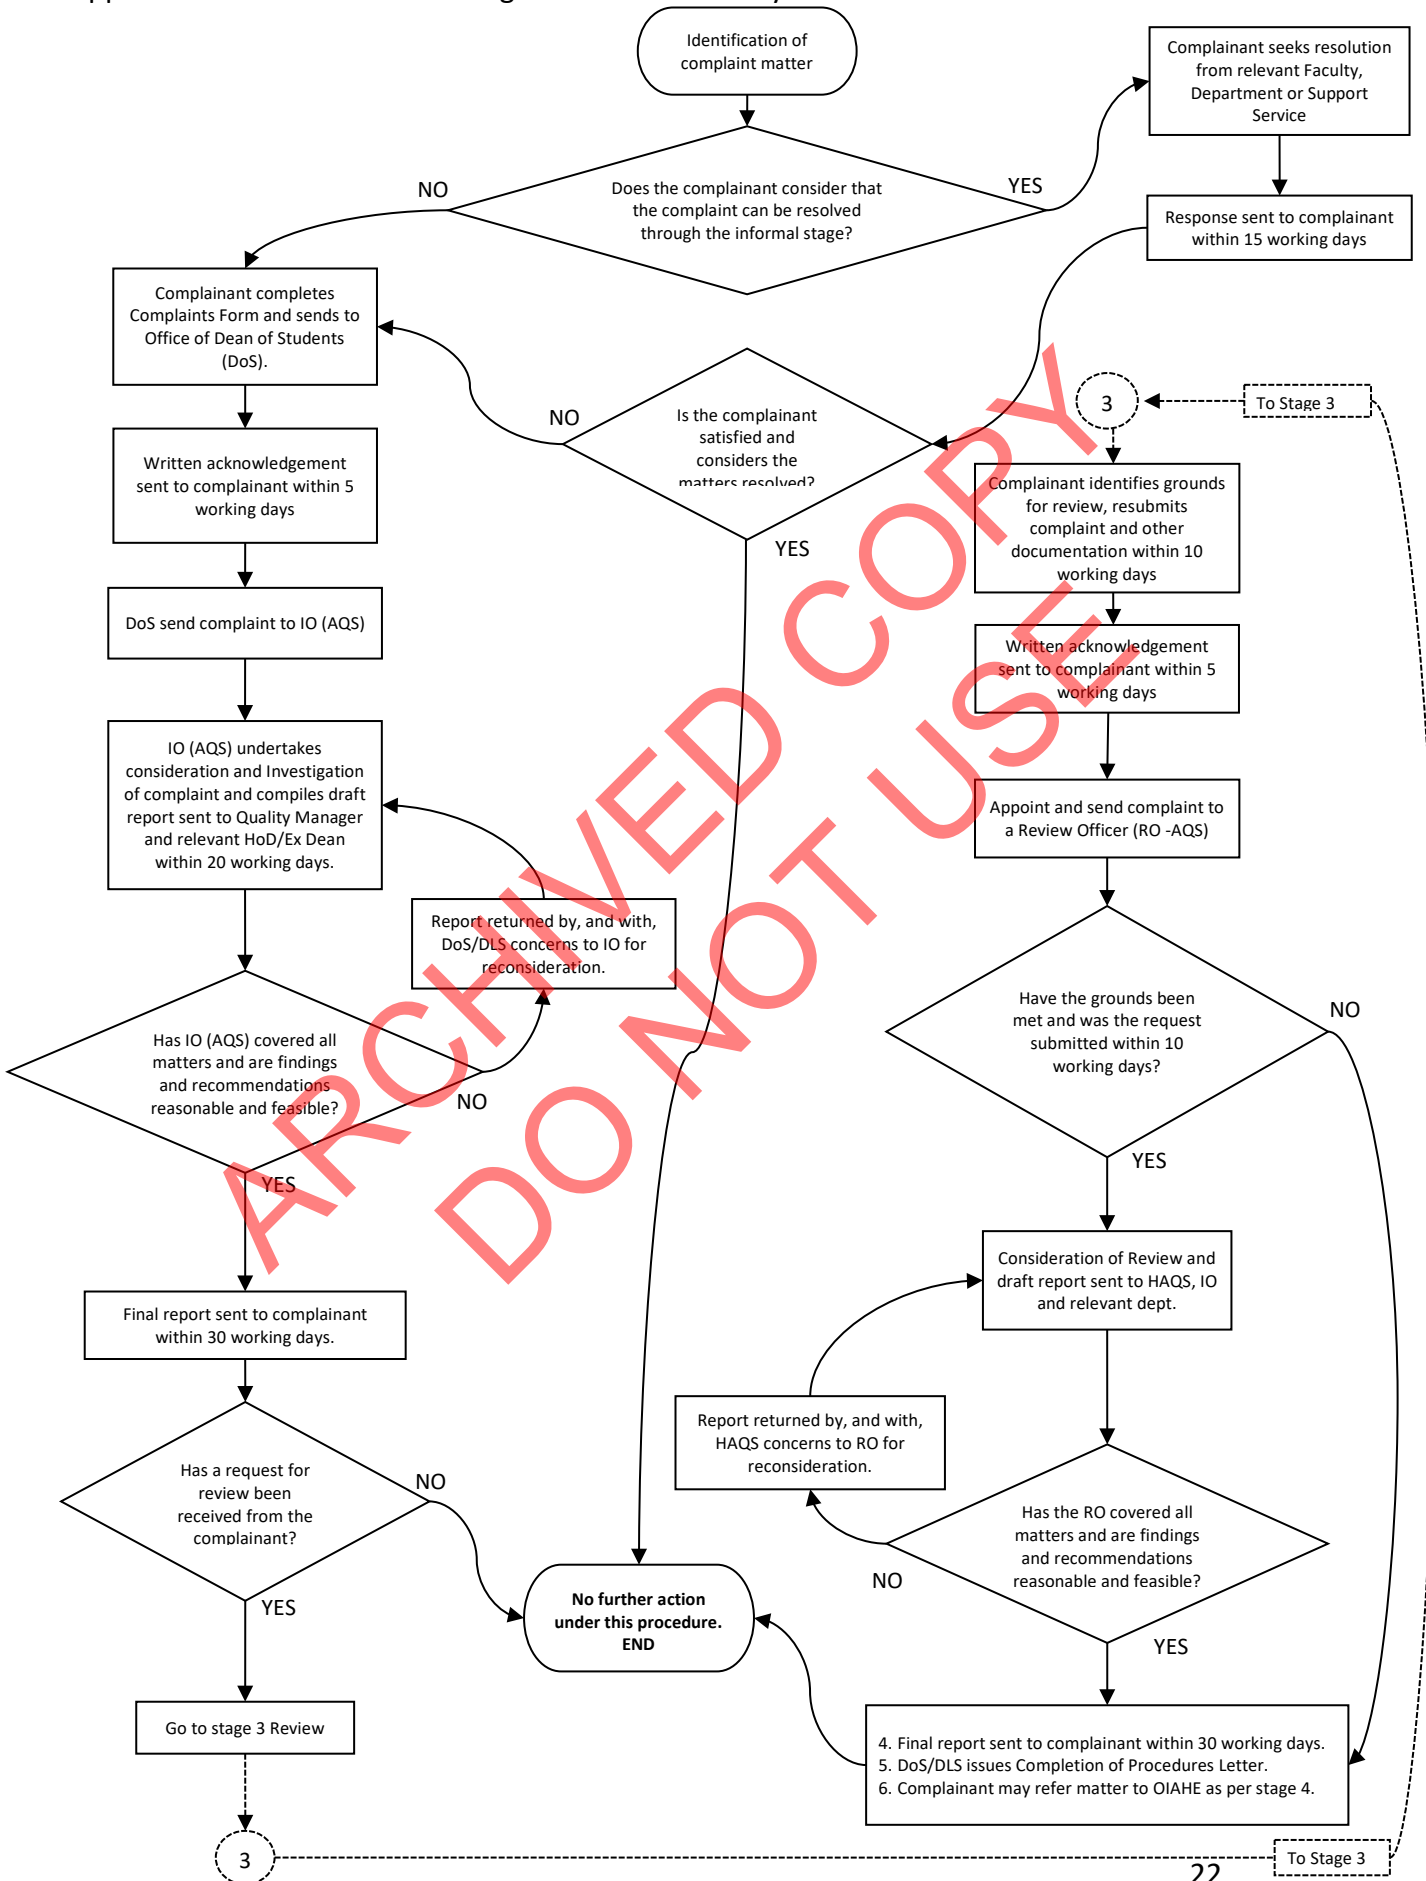 Identification of
complaint matter
Complainant seeks resolution
from relevant Faculty,
Department or Support
Service
NO
Does the complainant consider that
the complaint can be resolved
through the informal stage?
YES
Response sent to complainant
within 15 working days
Complainant completes
Complaints Form and sends to
Office of Dean of Students
(DoS).
NO
Is the complainant
satisfied and
considers the
matters resolved?
YES
3
To Stage 3
Written acknowledgement
sent to complainant within 5
working days
Complainant identifies grounds
for review, resubmits
complaint and other
documentation within 10
working days
DoS send complaint to IO (AQS)
Written acknowledgement
sent to complainant within 5
working days
IO (AQS) undertakes
consideration and Investigation
of complaint and compiles draft
report sent to Quality Manager
and relevant HoD/Ex Dean
within 20 working days.
Appoint and send complaint to
a Review Officer (RO -AQS)
Report returned by, and with,
DoS/DLS concerns to IO for
reconsideration.
Has IO (AQS) covered all
matters and are findings
and recommendations
reasonable and feasible?
NO
YES
Have the grounds been
met and was the request
submitted within 10
working days?
NO
YES
ARCHIVED COPY
DO NOT USE
Final report sent to complainant
within 30 working days.
Consideration of Review and
draft report sent to HAQS, IO
and relevant dept.
Report returned by, and with,
HAQS concerns to RO for
reconsideration.
Has a request for
review been
received from the
complainant?
NO
YES
Has the RO covered all
matters and are findings
and recommendations
reasonable and feasible?
NO
YES
No further action
under this procedure.
END
Go to stage 3 Review
4. Final report sent to complainant within 30 working days.
5. DoS/DLS issues Completion of Procedures Letter.
6. Complainant may refer matter to OIAHE as per stage 4.
3
To Stage 3
22